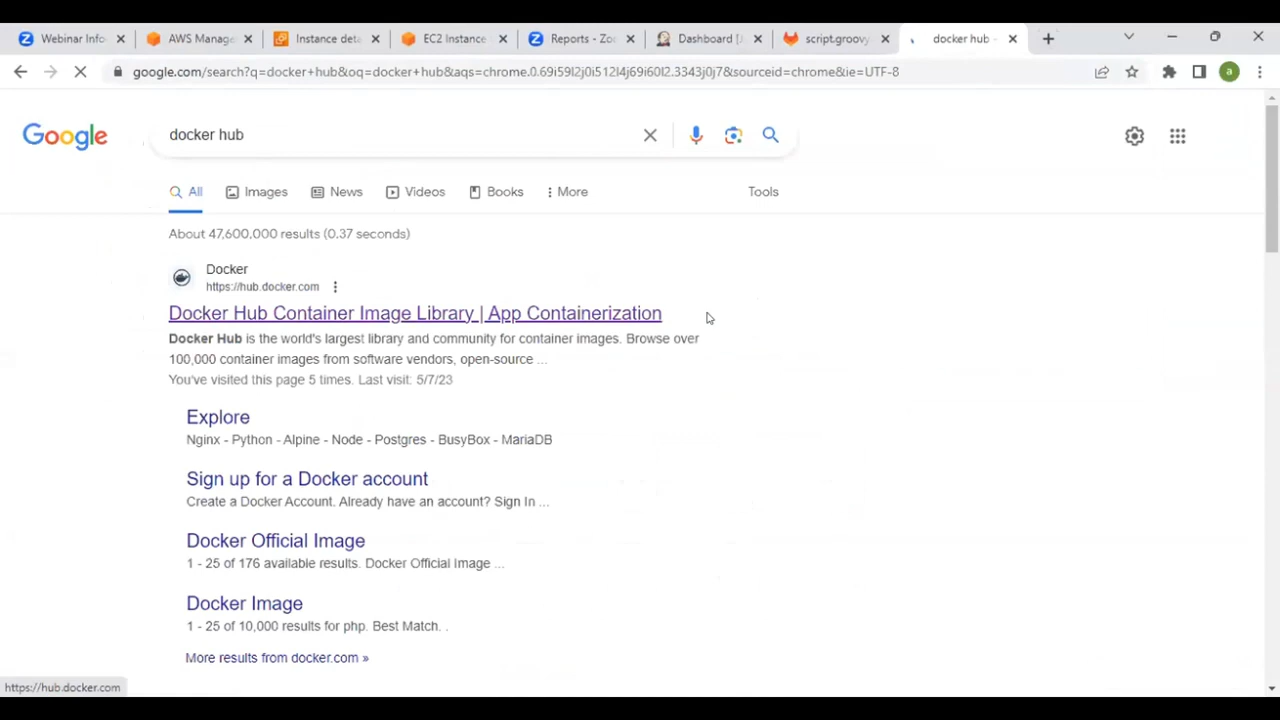 Webinar Info
AWS Manage
Instance deta
EC2 Instance
Reports - Zoo
Dashboard [J
script.groovy
docker hub -
google.com/search?q=docker+hub&oq=docker+hub&aqs=chrome.0.69i59l2j0i512l4j69i60l2.3343j0j7&sourceid=chrome&ie=UTF-8
a
Google
docker hub
All
Images
News
Videos
Books
More
Tools
About 47,600,000 results (0.37 seconds)
Docker
https://hub.docker.com
Docker Hub Container Image Library | App Containerization
Docker Hub is the world's largest library and community for container images. Browse over
100,000 container images from software vendors, open-source ...
You've visited this page 5 times. Last visit: 5/7/23
Explore
Nginx - Python - Alpine - Node - Postgres - BusyBox - MariaDB
Sign up for a Docker account
Create a Docker Account. Already have an account? Sign In ...
Docker Official Image
1 - 25 of 176 available results. Docker Official Image ...
Docker Image
1 - 25 of 10,000 results for php. Best Match. .
More results from docker.com »
https://hub.docker.com